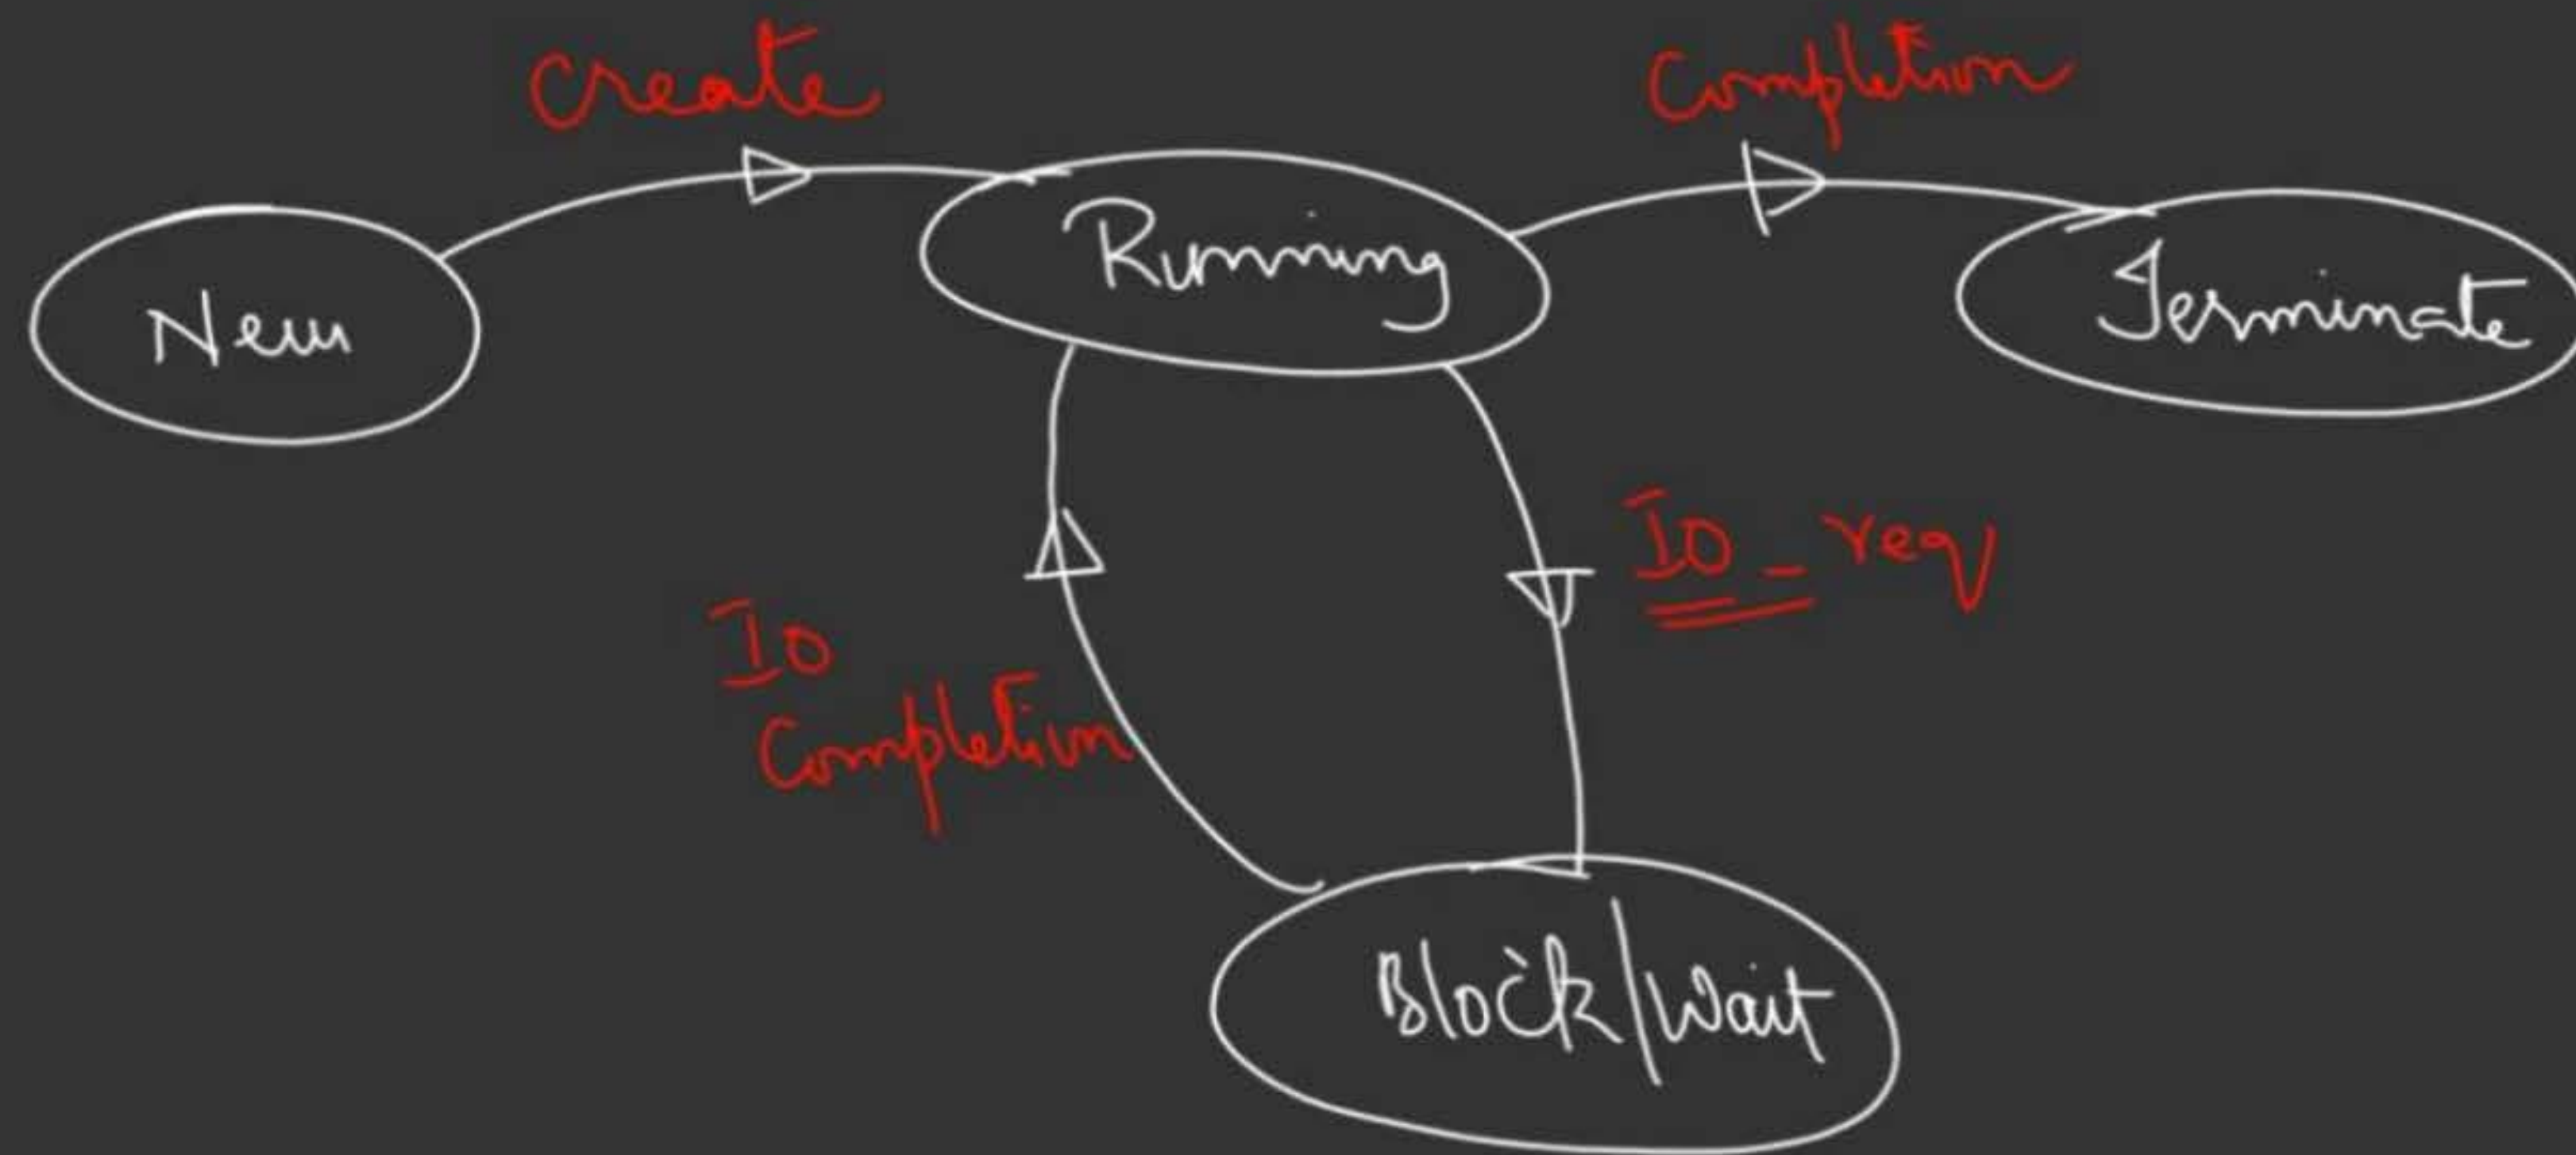 Create
Completion
New
Running
Terminate
IO_req
IO
Completion
Block/Wait